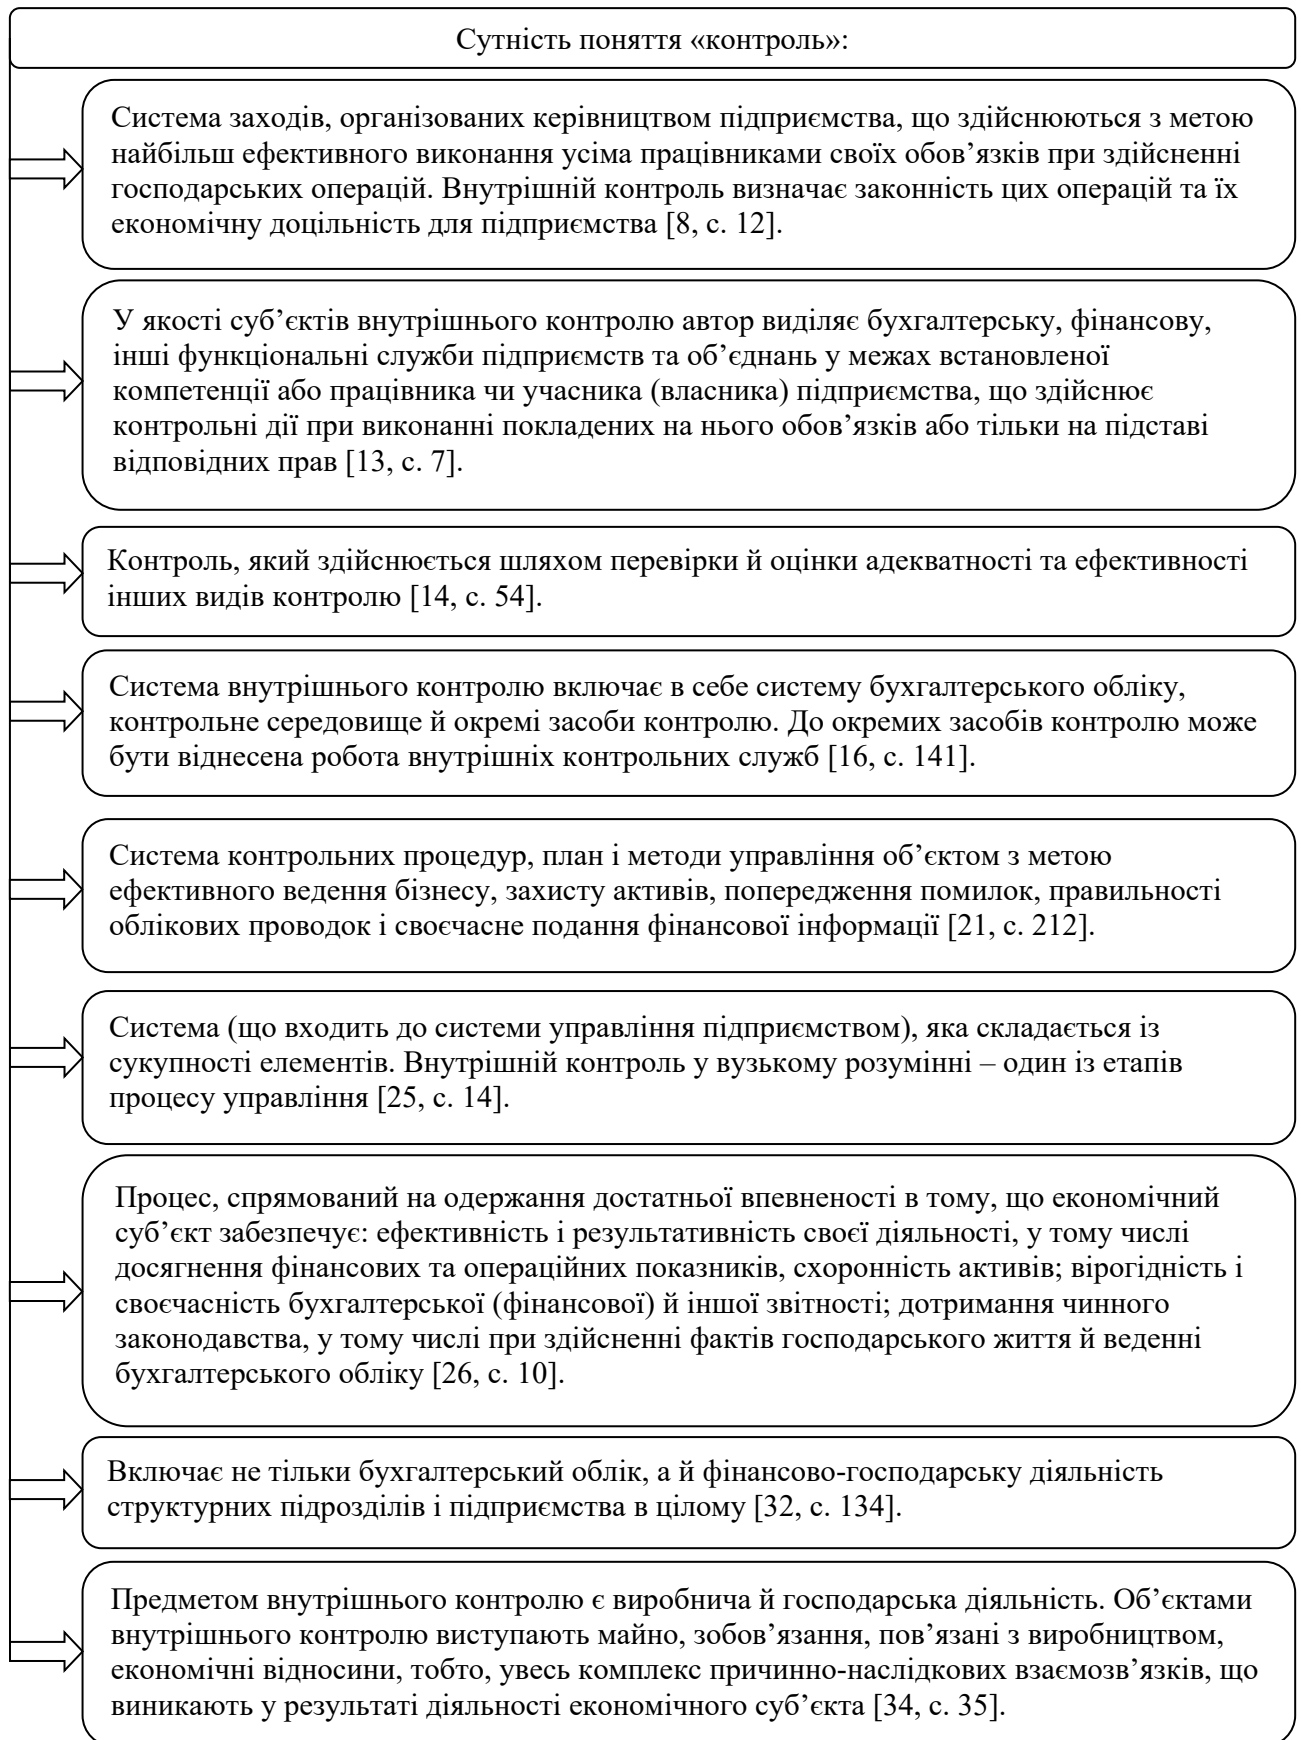 Сутність поняття «контроль»:
Система заходів, організованих керівництвом підприємства, що здійснюються з метою
найбільш ефективного виконання усіма працівниками своїх обов’язків при здійсненні
господарських операцій. Внутрішній контроль визначає законність цих операцій та їх
економічну доцільність для підприємства [8, с. 12].
У якості суб’єктів внутрішнього контролю автор виділяє бухгалтерську, фінансову,
інші функціональні служби підприємств та об’єднань у межах встановленої
компетенції або працівника чи учасника (власника) підприємства, що здійснює
контрольні дії при виконанні покладених на нього обов’язків або тільки на підставі
відповідних прав [13, с. 7].
Контроль, який здійснюється шляхом перевірки й оцінки адекватності та ефективності
інших видів контролю [14, с. 54].
Система внутрішнього контролю включає в себе систему бухгалтерського обліку,
контрольне середовище й окремі засоби контролю. До окремих засобів контролю може
бути віднесена робота внутрішніх контрольних служб [16, с. 141].
Система контрольних процедур, план і методи управління об’єктом з метою
ефективного ведення бізнесу, захисту активів, попередження помилок, правильності
облікових проводок і своєчасне подання фінансової інформації [21, с. 212].
Система (що входить до системи управління підприємством), яка складається із
сукупності елементів. Внутрішній контроль у вузькому розумінні – один із етапів
процесу управління [25, с. 14].
Процес, спрямований на одержання достатньої впевненості в тому, що економічний
суб’єкт забезпечує: ефективність і результативність своєї діяльності, у тому числі
досягнення фінансових та операційних показників, схоронність активів; вірогідність і
своєчасність бухгалтерської (фінансової) й іншої звітності; дотримання чинного
законодавства, у тому числі при здійсненні фактів господарського життя й веденні
бухгалтерського обліку [26, с. 10].
Включає не тільки бухгалтерський облік, а й фінансово-господарську діяльність
структурних підрозділів і підприємства в цілому [32, с. 134].
Предметом внутрішнього контролю є виробнича й господарська діяльність. Об’єктами
внутрішнього контролю виступають майно, зобов’язання, пов’язані з виробництвом,
економічні відносини, тобто, увесь комплекс причинно-наслідкових взаємозв’язків, що
виникають у результаті діяльності економічного суб’єкта [34, с. 35].